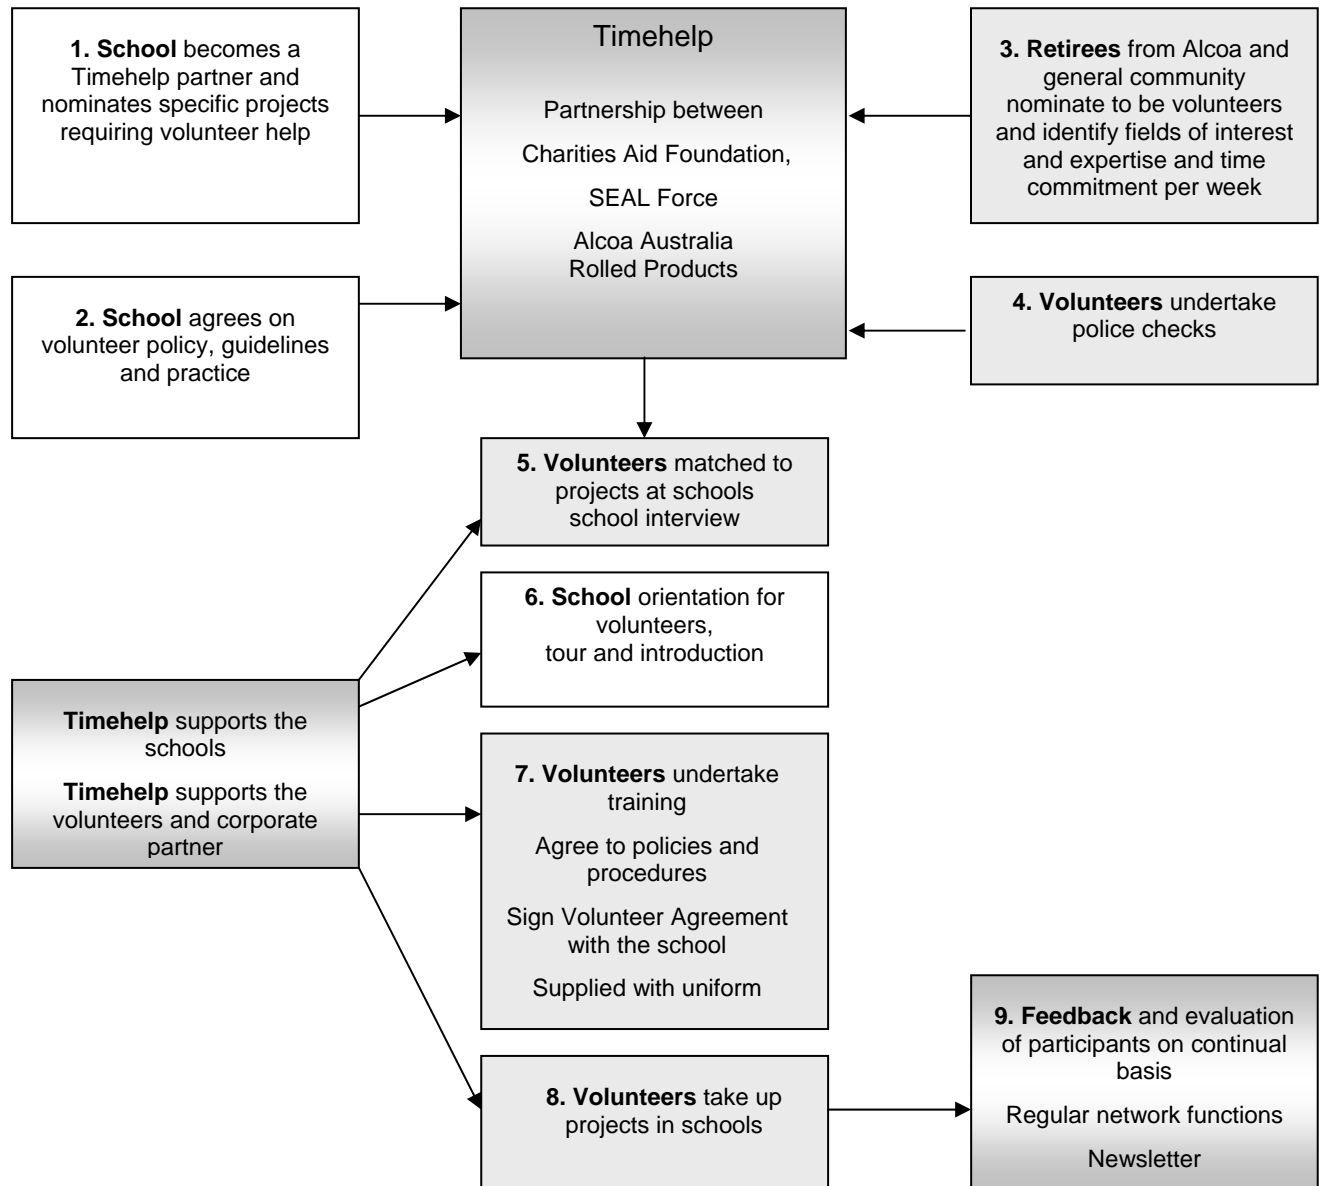 1. School becomes a
Timehelp partner and
nominates specific projects
requiring volunteer help
Timehelp
Partnership between
Charities Aid Foundation,
SEAL Force
Alcoa Australia
Rolled Products
3. Retirees from Alcoa and
general community
nominate to be volunteers
and identify fields of interest
and expertise and time
commitment per week
2. School agrees on
volunteer policy, guidelines
and practice
4. Volunteers undertake
police checks
5. Volunteers matched to
projects at schools
school interview
6. School orientation for
volunteers,
tour and introduction
Timehelp supports the
schools
Timehelp supports the
volunteers and corporate
partner
7. Volunteers undertake
training
Agree to policies and
procedures
Sign Volunteer Agreement
with the school
Supplied with uniform
8. Volunteers take up
projects in schools
9. Feedback and evaluation
of participants on continual
basis
Regular network functions
Newsletter